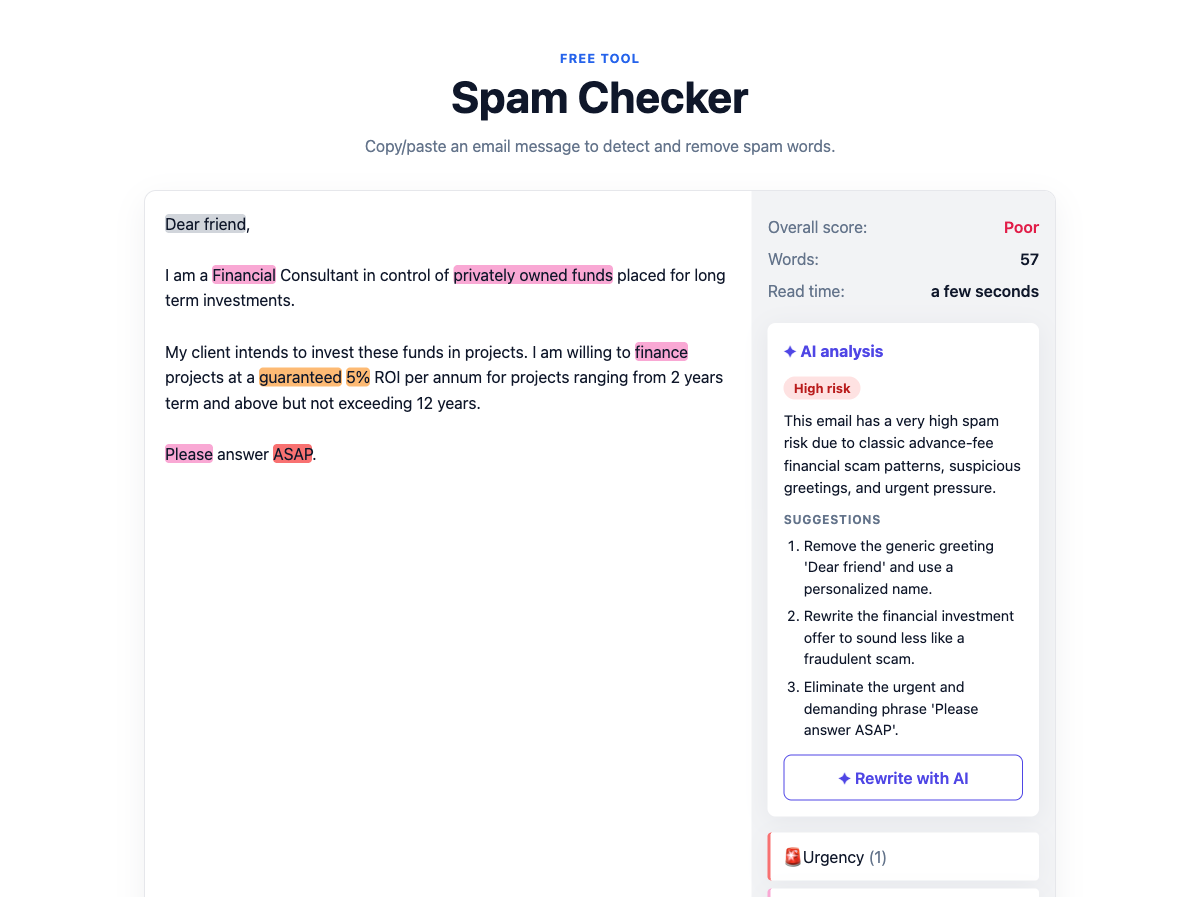 FREE TOOL
Spam Checker
Copy/paste an email message to detect and remove spam words.
Dear friend,
I am a Financial Consultant in control of privately owned funds placed for long
term investments.
My client intends to invest these funds in projects. I am willing to finance
projects at a guaranteed 5% ROI per annum for projects ranging from 2 years
term and above but not exceeding 12 years.
Please answer ASAP.
Overall score: Poor
Words: 57
Read time: a few seconds
✦ AI analysis
High risk
This email has a very high spam
risk due to classic advance-fee
financial scam patterns, suspicious
greetings, and urgent pressure.
SUGGESTIONS
1. Remove the generic greeting
'Dear friend' and use a
personalized name.
2. Rewrite the financial investment
offer to sound less like a
fraudulent scam.
3. Eliminate the urgent and
demanding phrase 'Please
answer ASAP'.
✦ Rewrite with AI
🚨Urgency (1)